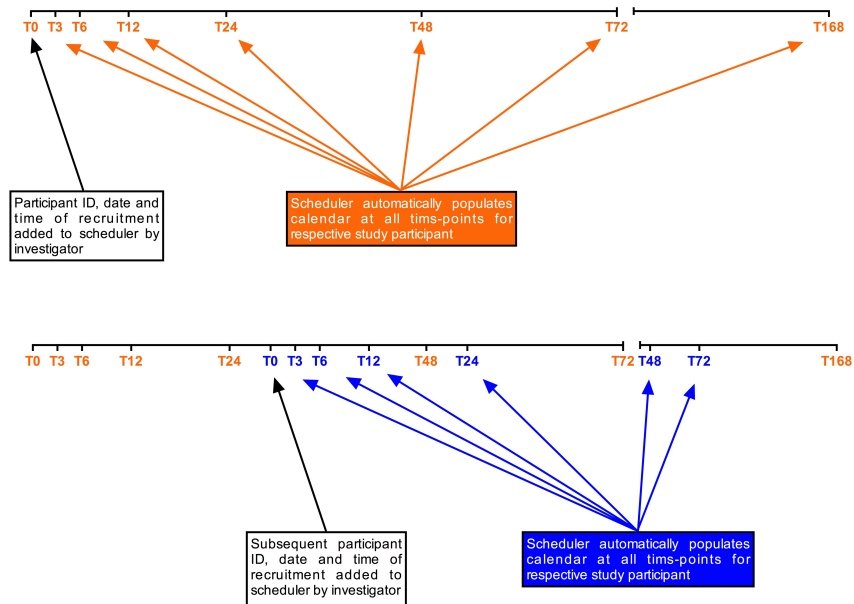 T0 T3 T6 T12 T24 T48 T72 T168
Participant ID, date and
time of recruitment
added to scheduler by
investigator
Scheduler automatically populates
calendar at all tims-points for
respective study participant
T0 T3 T6 T12 T24 T0 T3 T6 T12 T48 T24 T72 T48 T72 T168
Subsequent participant
ID, date and time of
recruitment added to
scheduler by investigator
Scheduler automatically populates
calendar at all tims-points for
respective study participant